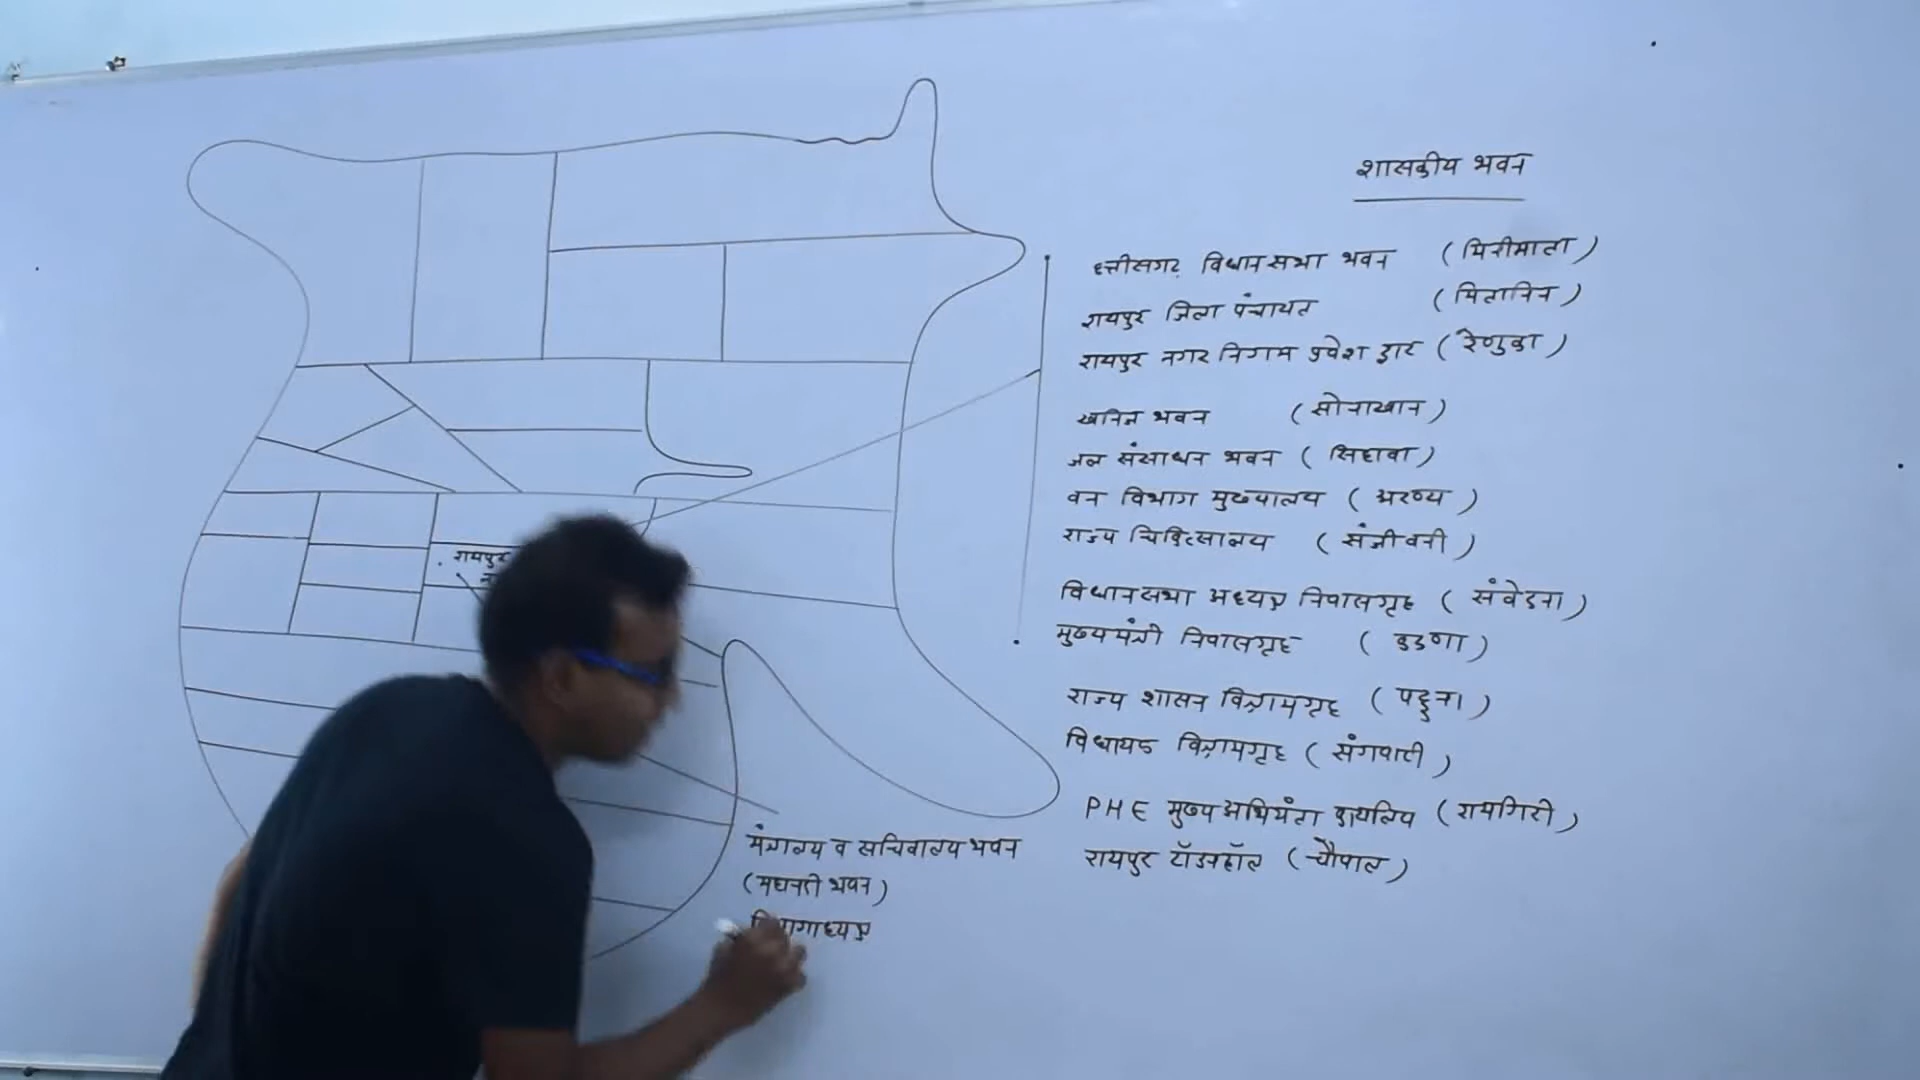 शासकीय भवन
छत्तीसगढ़ विधानसभा भवन (मिनीमाता)
रायपुर जिला पंचायत (मितानिन)
रायपुर नगर निगम प्रवेश द्वार (रेणुका)
खनिज भवन (सोनाखान)
जल संसाधन भवन (सिहावा)
वन विभाग मुख्यालय (अरण्य)
राज्य चिकित्सालय (संजीवनी)
विधानसभा अध्यक्ष निवासगृह (संवेदना)
मुख्यमंत्री निवासगृह (करुणा)
राज्य शासन विश्रामगृह (पहुना)
विधायक विश्रामगृह (संगवारी)
PHE मुख्य अभियंता कार्यालय (रामगिरी)
रायपुर टॉउनहॉल (चौपाल)
रायपुर
मंत्रालय व सचिवालय भवन
(महानदी भवन)
विभागाध्यक्ष